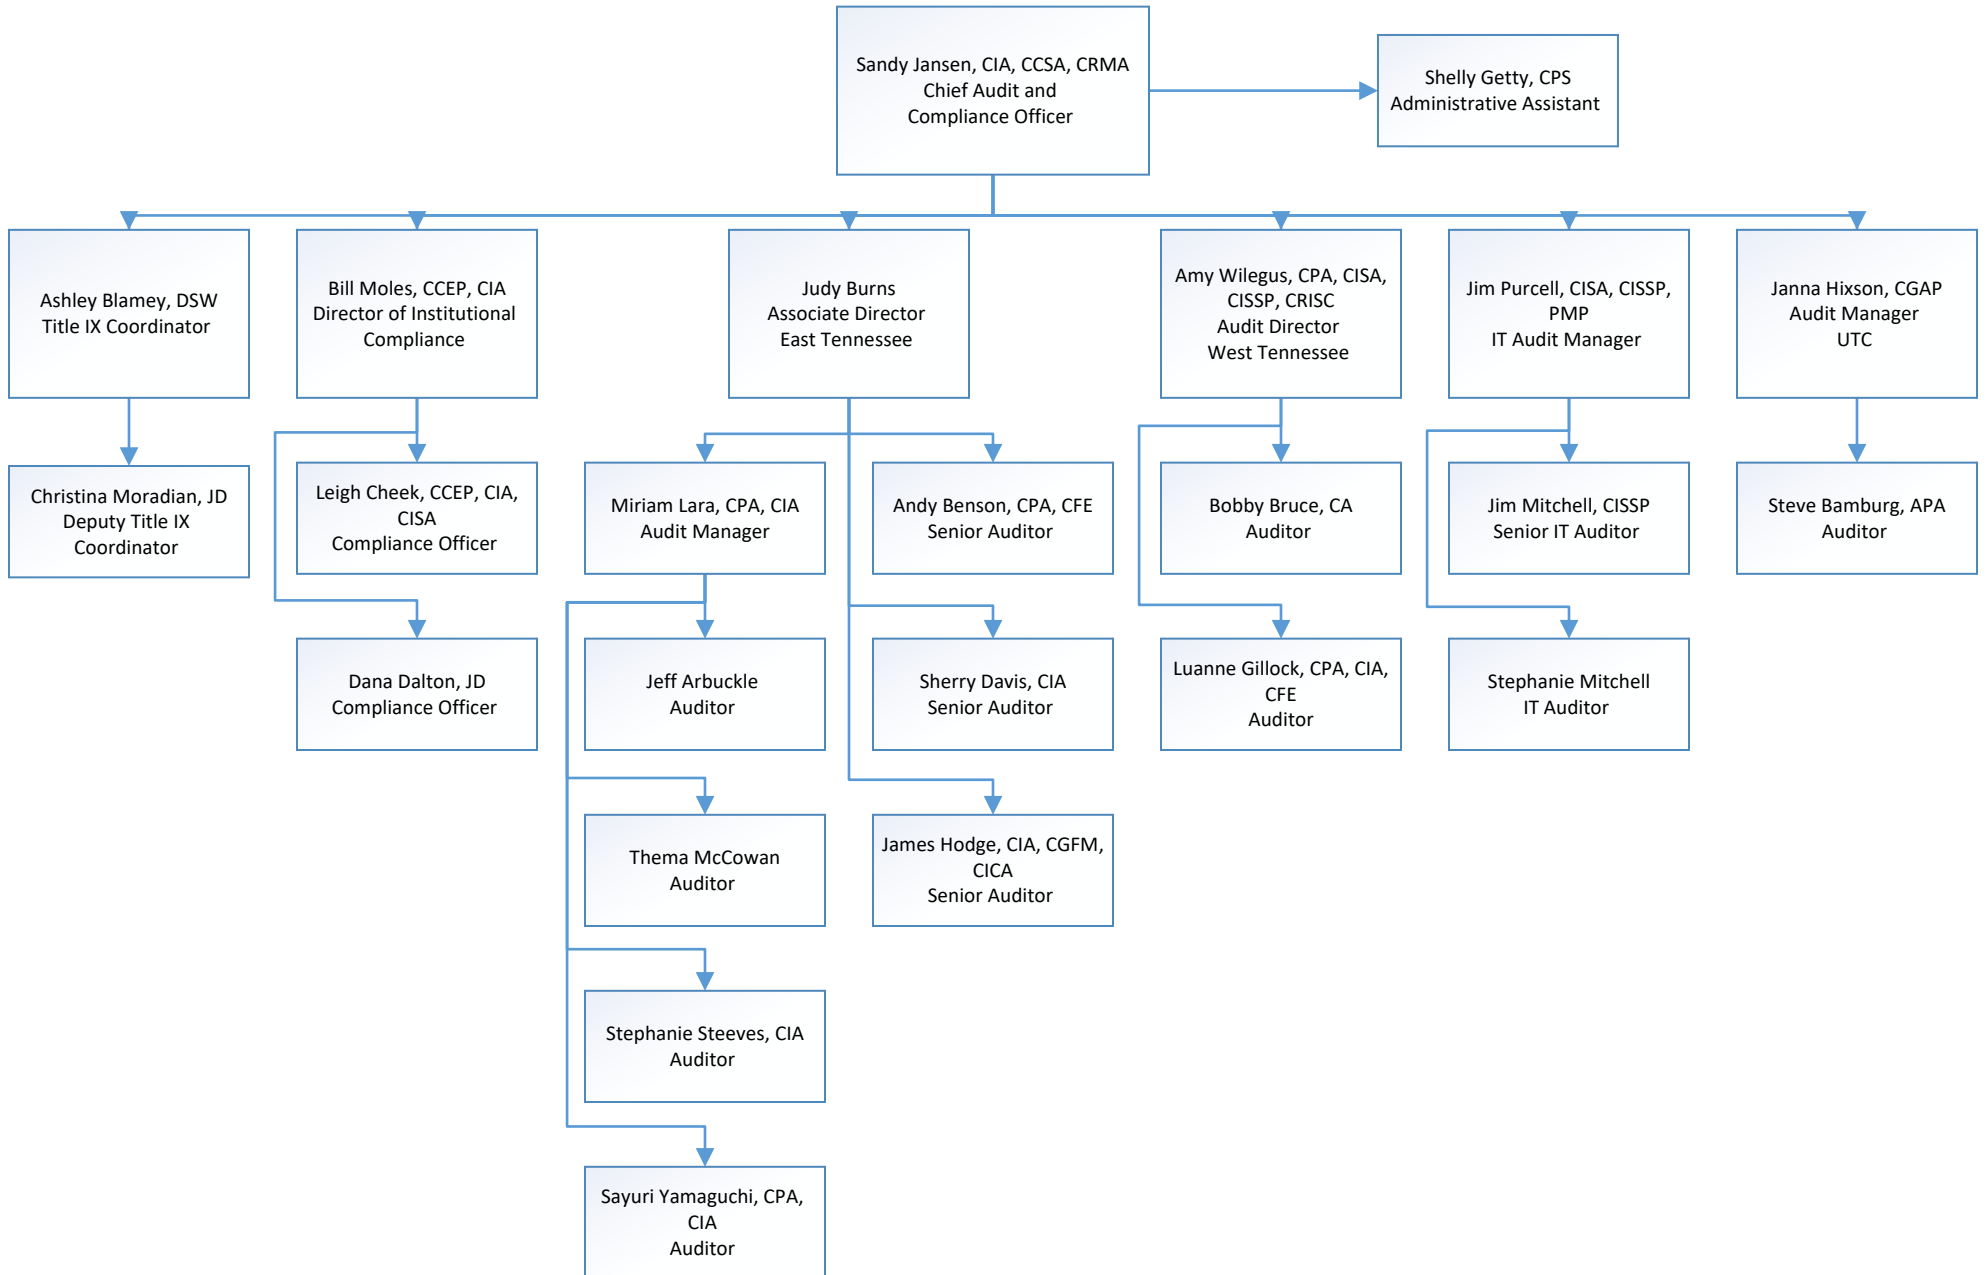 Sandy Jansen, CIA, CCSA, CRMA
Chief Audit and
Compliance Officer
Shelly Getty, CPS
Administrative Assistant
Ashley Blamey, DSW
Title IX Coordinator
Bill Moles, CCEP, CIA
Director of Institutional
Compliance
Judy Burns
Associate Director
East Tennessee
Amy Wilegus, CPA, CISA,
CISSP, CRISC
Audit Director
West Tennessee
Jim Purcell, CISA, CISSP,
PMP
IT Audit Manager
Janna Hixson, CGAP
Audit Manager
UTC
Christina Moradian, JD
Deputy Title IX
Coordinator
Leigh Cheek, CCEP, CIA,
CISA
Compliance Officer
Miriam Lara, CPA, CIA
Audit Manager
Andy Benson, CPA, CFE
Senior Auditor
Bobby Bruce, CA
Auditor
Jim Mitchell, CISSP
Senior IT Auditor
Steve Bamburg, APA
Auditor
Dana Dalton, JD
Compliance Officer
Jeff Arbuckle
Auditor
Sherry Davis, CIA
Senior Auditor
Luanne Gillock, CPA, CIA,
CFE
Auditor
Stephanie Mitchell
IT Auditor
Thema McCowan
Auditor
James Hodge, CIA, CGFM,
CICA
Senior Auditor
Stephanie Steeves, CIA
Auditor
Sayuri Yamaguchi, CPA,
CIA
Auditor